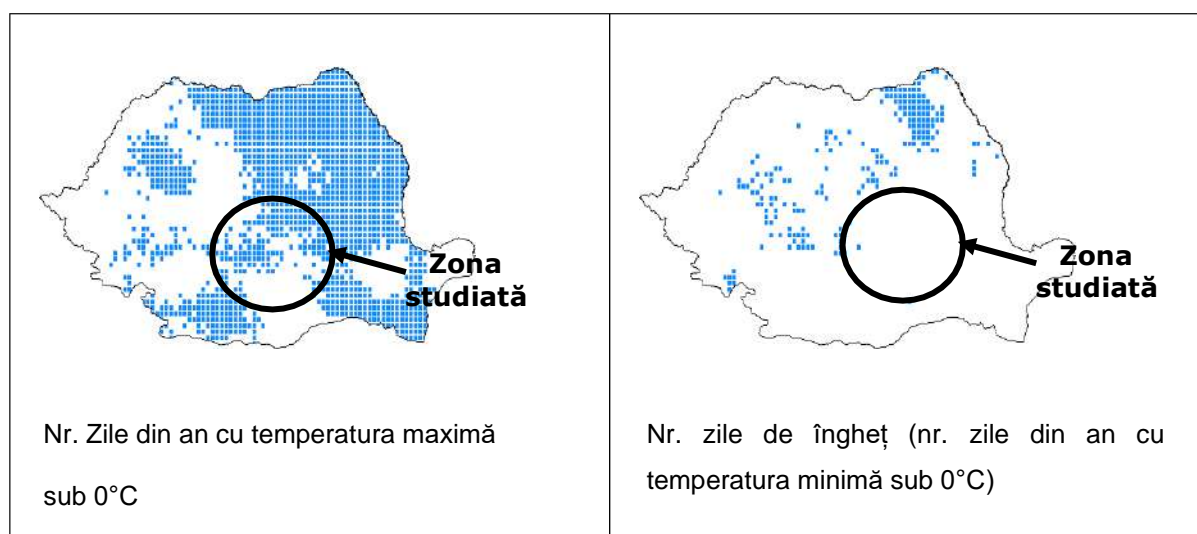 Zona
studiată
Nr. Zile din an cu temperatura maximă
sub 0°C
Zona
studiată
Nr. zile de îngheț (nr. zile din an cu
temperatura minimă sub 0°C)